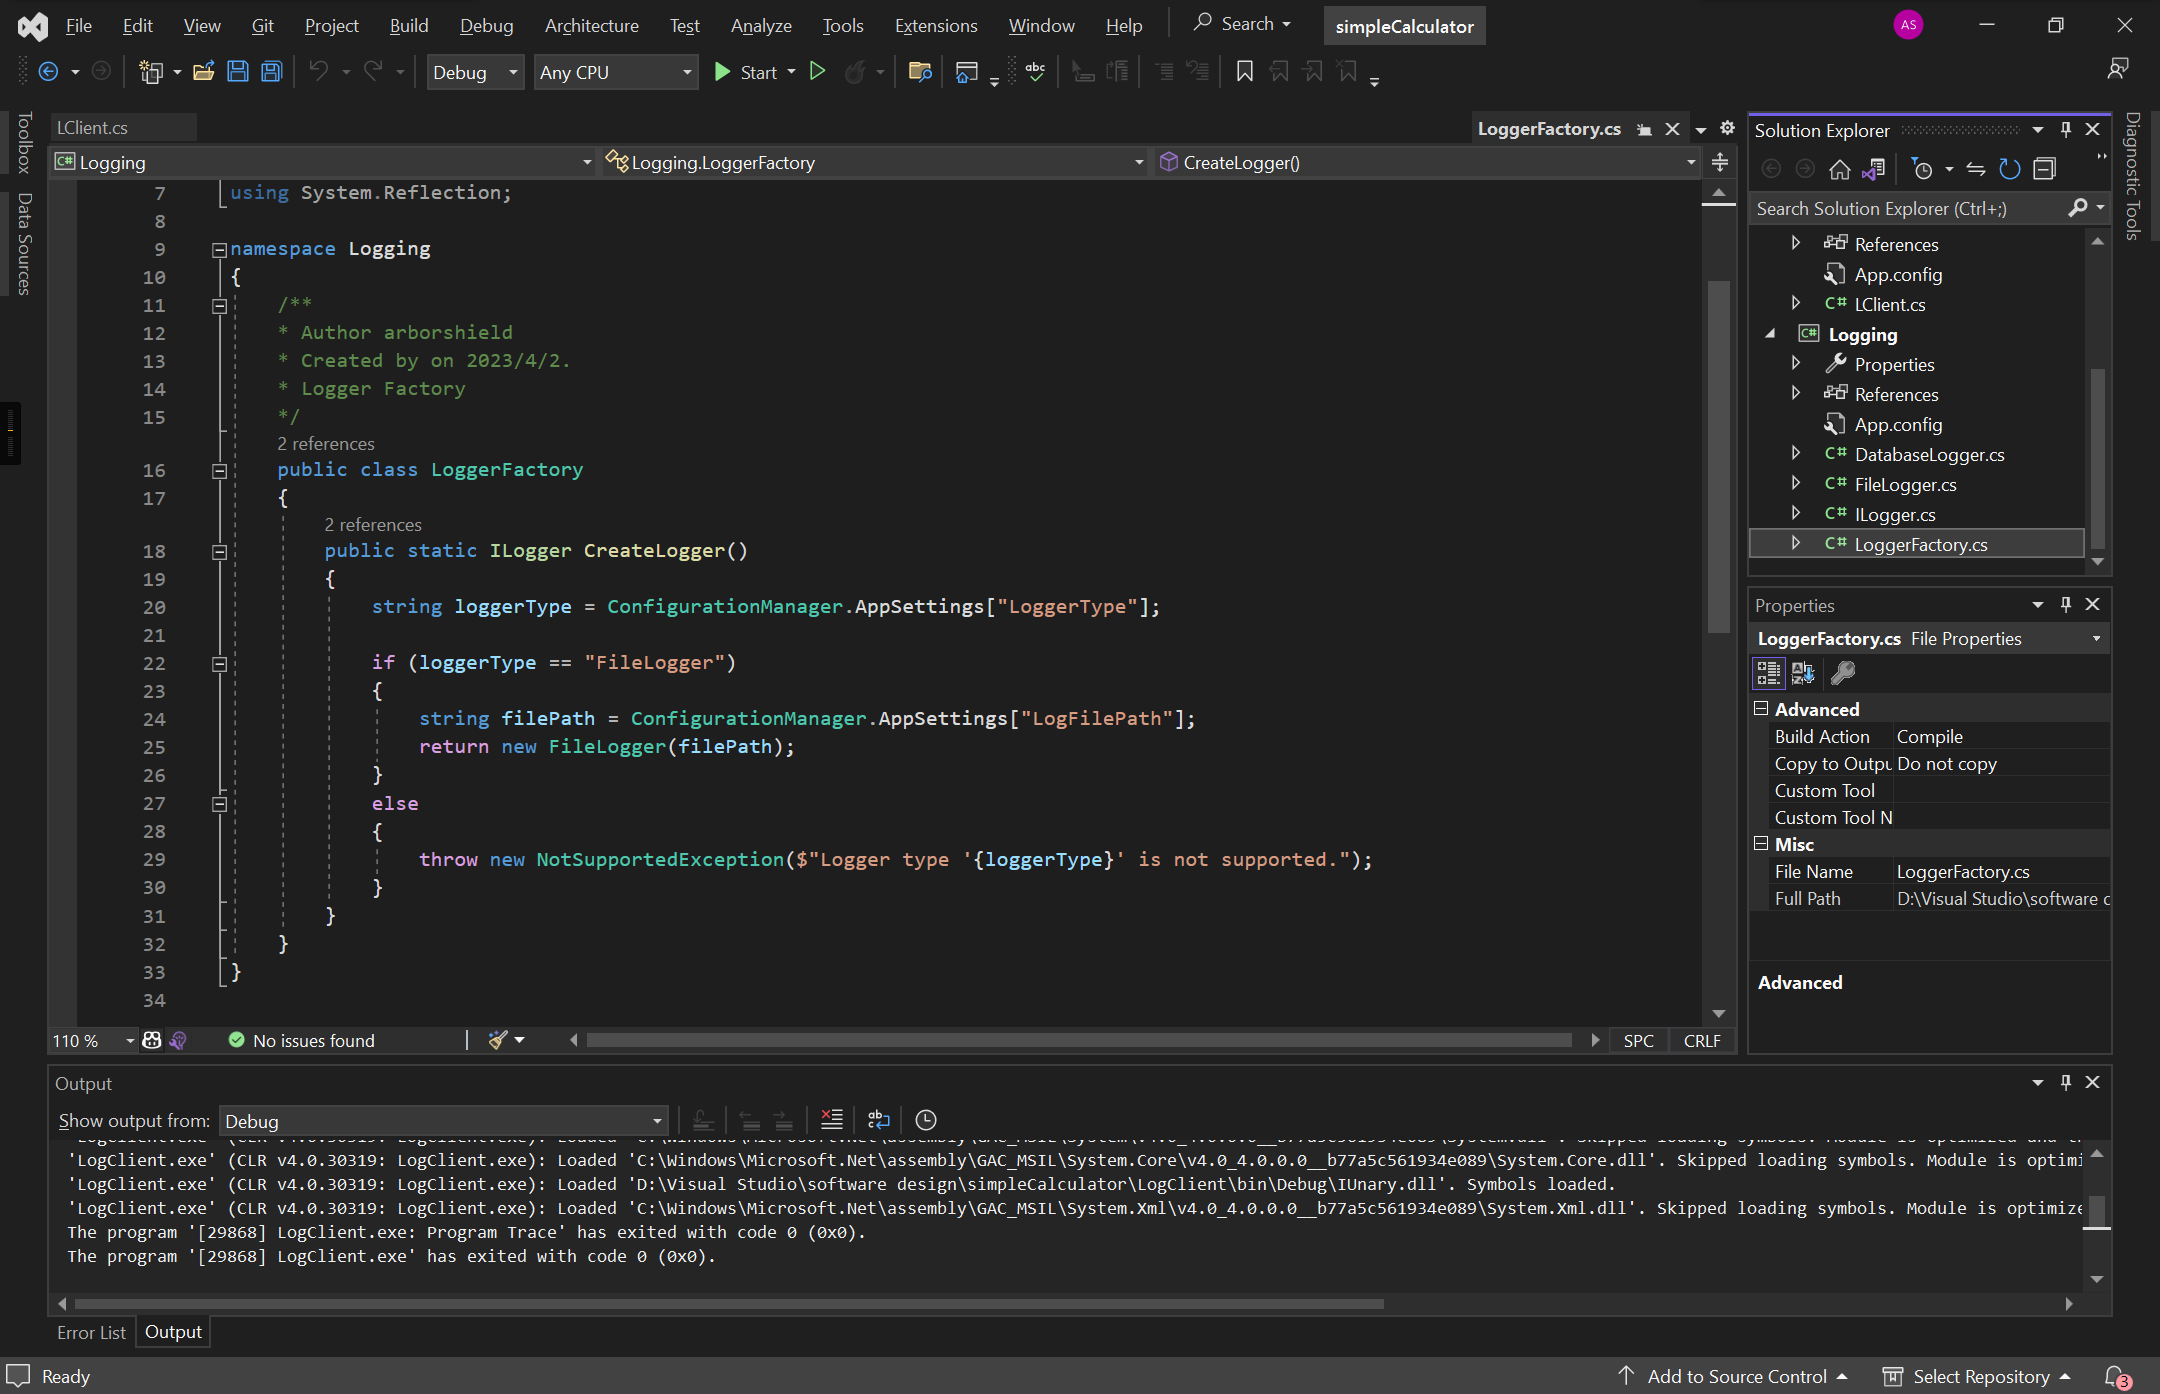 File Edit View Git Project Build Debug Architecture Test Analyze Tools Extensions Window Help Search simpleCalculator AS
Debug Any CPU Start
Toolbox
Data Sources
LClient.cs
LoggerFactory.cs
Logging
Logging.LoggerFactory
CreateLogger()
7 using System.Reflection;
8
9 namespace Logging
10 {
11 /**
12 * Author arborshield
13 * Created by on 2023/4/2.
14 * Logger Factory
15 */
2 references
16 public class LoggerFactory
17 {
2 references
18 public static ILogger CreateLogger()
19 {
20 string loggerType = ConfigurationManager.AppSettings["LoggerType"];
21
22 if (loggerType == "FileLogger")
23 {
24 string filePath = ConfigurationManager.AppSettings["LogFilePath"];
25 return new FileLogger(filePath);
26 }
27 else
28 {
29 throw new NotSupportedException($"Logger type '{loggerType}' is not supported.");
30 }
31 }
32 }
33 }
34
110 % No issues found SPC CRLF
Solution Explorer
Search Solution Explorer (Ctrl+;)
References
App.config
C# LClient.cs
C# Logging
Properties
References
App.config
C# DatabaseLogger.cs
C# FileLogger.cs
C# ILogger.cs
C# LoggerFactory.cs
Properties
LoggerFactory.cs File Properties
Advanced
Build Action Compile
Copy to Outpu Do not copy
Custom Tool
Custom Tool N
Misc
File Name LoggerFactory.cs
Full Path D:\Visual Studio\software c
Advanced
Diagnostic Tools
Output
Show output from: Debug
'LogClient.exe' (CLR v4.0.30319: LogClient.exe): Loaded 'C:\Windows\Microsoft.Net\assembly\GAC_MSIL\System.Core\v4.0_4.0.0.0__b77a5c561934e089\System.Core.dll'. Skipped loading symbols. Module is optimi
'LogClient.exe' (CLR v4.0.30319: LogClient.exe): Loaded 'D:\Visual Studio\software design\simpleCalculator\LogClient\bin\Debug\IUnary.dll'. Symbols loaded.
'LogClient.exe' (CLR v4.0.30319: LogClient.exe): Loaded 'C:\Windows\Microsoft.Net\assembly\GAC_MSIL\System.Xml\v4.0_4.0.0.0__b77a5c561934e089\System.Xml.dll'. Skipped loading symbols. Module is optimize
The program '[29868] LogClient.exe: Program Trace' has exited with code 0 (0x0).
The program '[29868] LogClient.exe' has exited with code 0 (0x0).
Error List Output
Ready Add to Source Control Select Repository 3